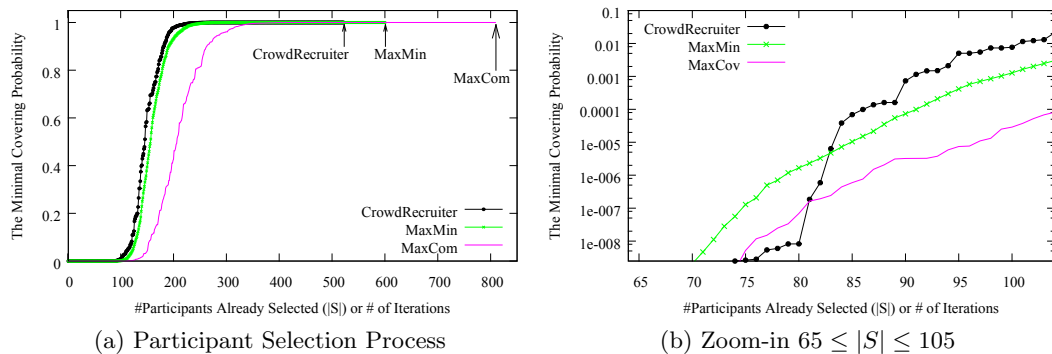 The Minimal Covering Probability
1
0.8
0.6
0.4
0.2
0
CrowdRecruiter
MaxMin
MaxCom
CrowdRecruiter
MaxMin
MaxCom
0 100 200 300 400 500 600 700 800
#Participants Already Selected (|S|) or # of Iterations
(a) Participant Selection Process
The Minimal Covering Probability
0.1
0.01
0.001
0.0001
1e-005
1e-006
1e-007
1e-008
CrowdRecruiter
MaxMin
MaxCov
65 70 75 80 85 90 95 100
#Participants Already Selected (|S|) or # of Iterations
(b) Zoom-in 65 ≤ |S| ≤ 105